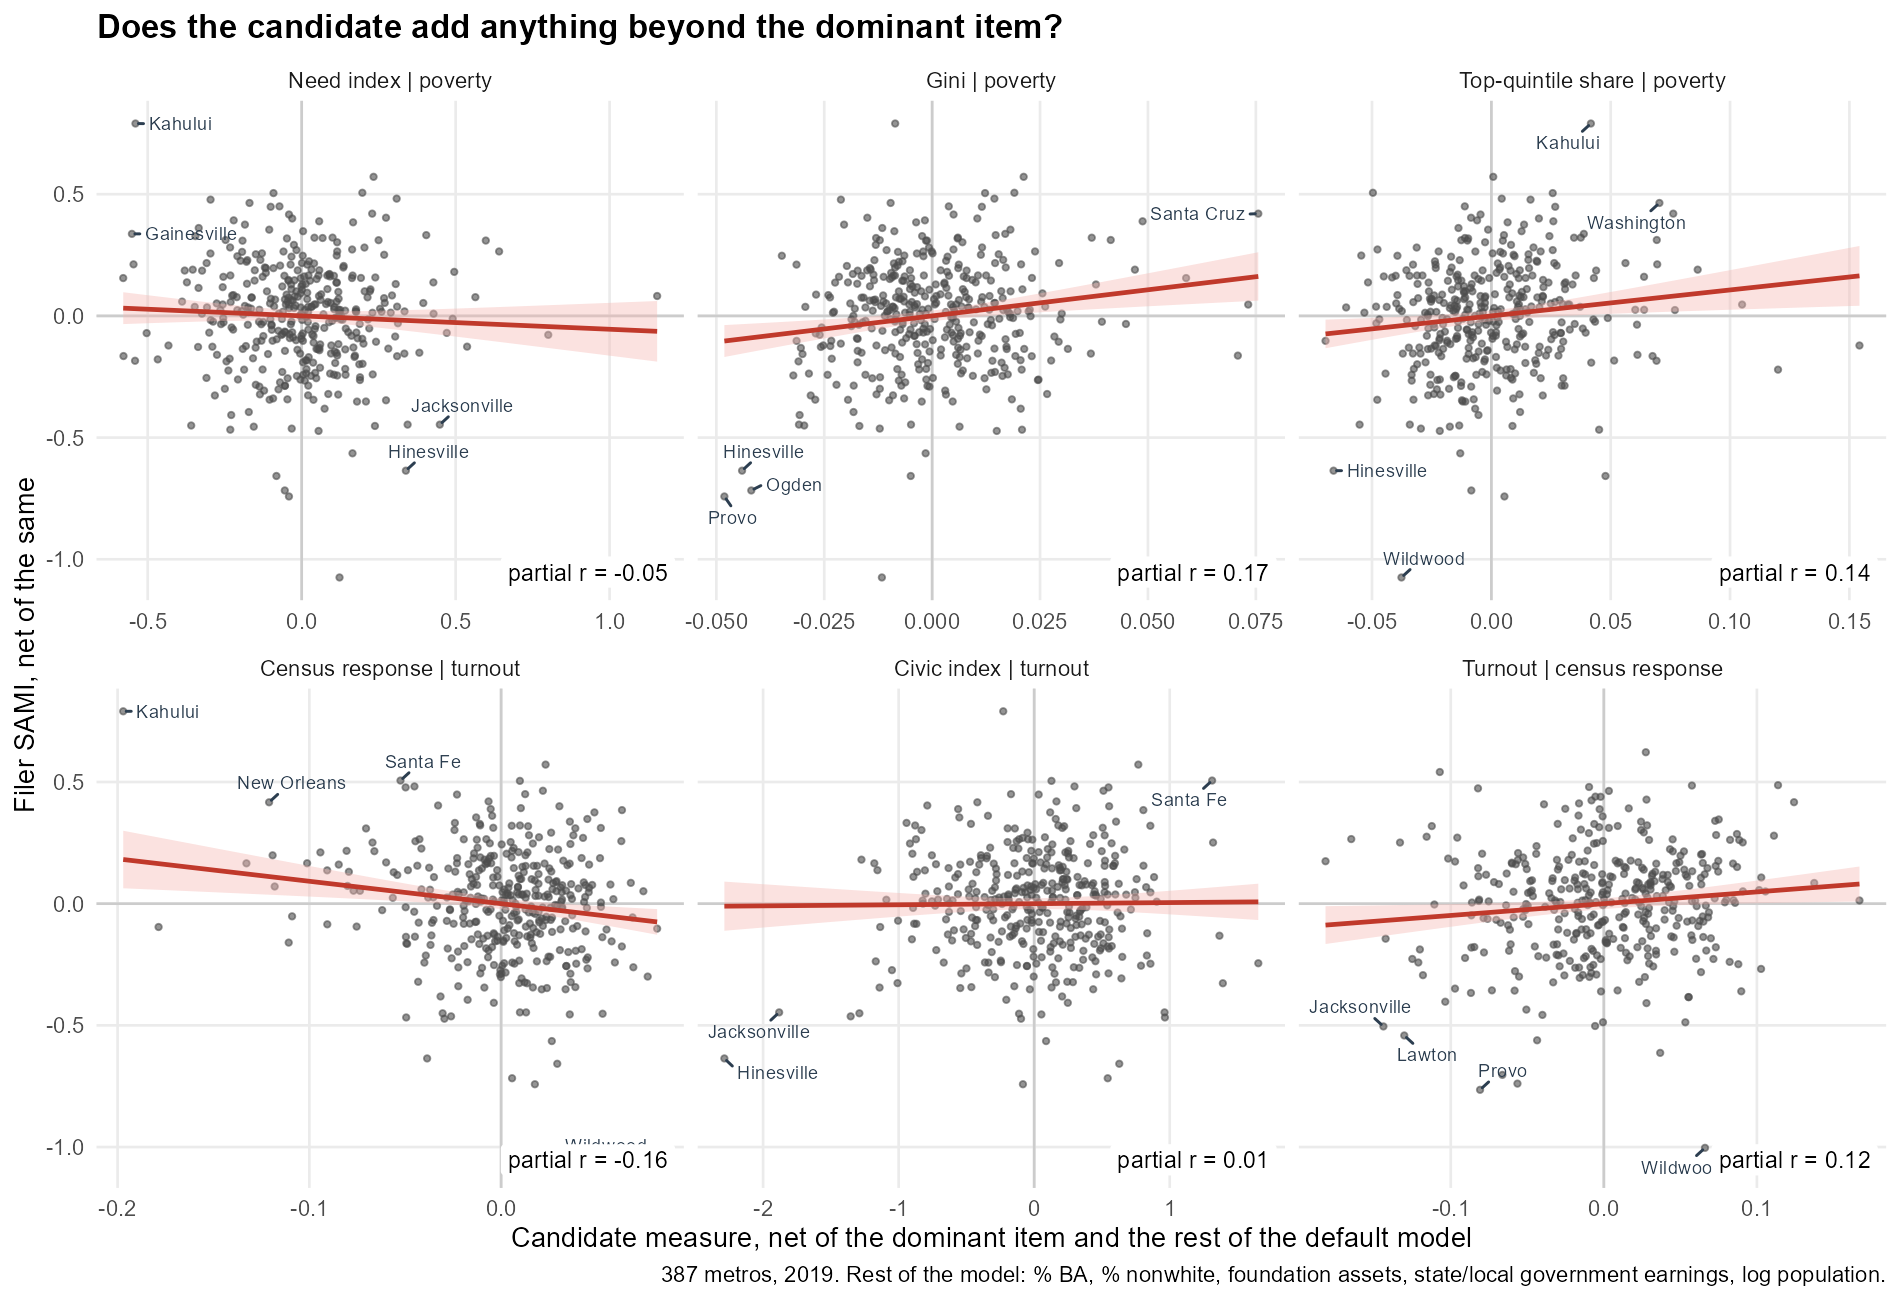 Does the candidate add anything beyond the dominant item?
Need index | poverty
Gini | poverty
Top-quintile share | poverty
Kahului
Gainesville
Jacksonville
Hinesville
partial r = -0.05
Santa Cruz
Hinesville
Ogden
Provo
partial r = 0.17
Kahului
Washington
Hinesville
Wildwood
partial r = 0.14
0.5
0.0
-0.5
-1.0
-0.5 0.0 0.5 1.0
-0.050 -0.025 0.000 0.025 0.050 0.075
-0.05 0.00 0.05 0.10 0.15
Filer SAMI, net of the same
Census response | turnout
Civic index | turnout
Turnout | census response
Kahului
Santa Fe
New Orleans
Wildwood
partial r = -0.16
Santa Fe
Jacksonville
Hinesville
partial r = 0.01
Jacksonville
Lawton
Provo
Wildwoo
partial r = 0.12
0.5
0.0
-0.5
-1.0
-0.2 -0.1 0.0
-2 -1 0 1
-0.1 0.0 0.1
Candidate measure, net of the dominant item and the rest of the default model
387 metros, 2019. Rest of the model: % BA, % nonwhite, foundation assets, state/local government earnings, log population.